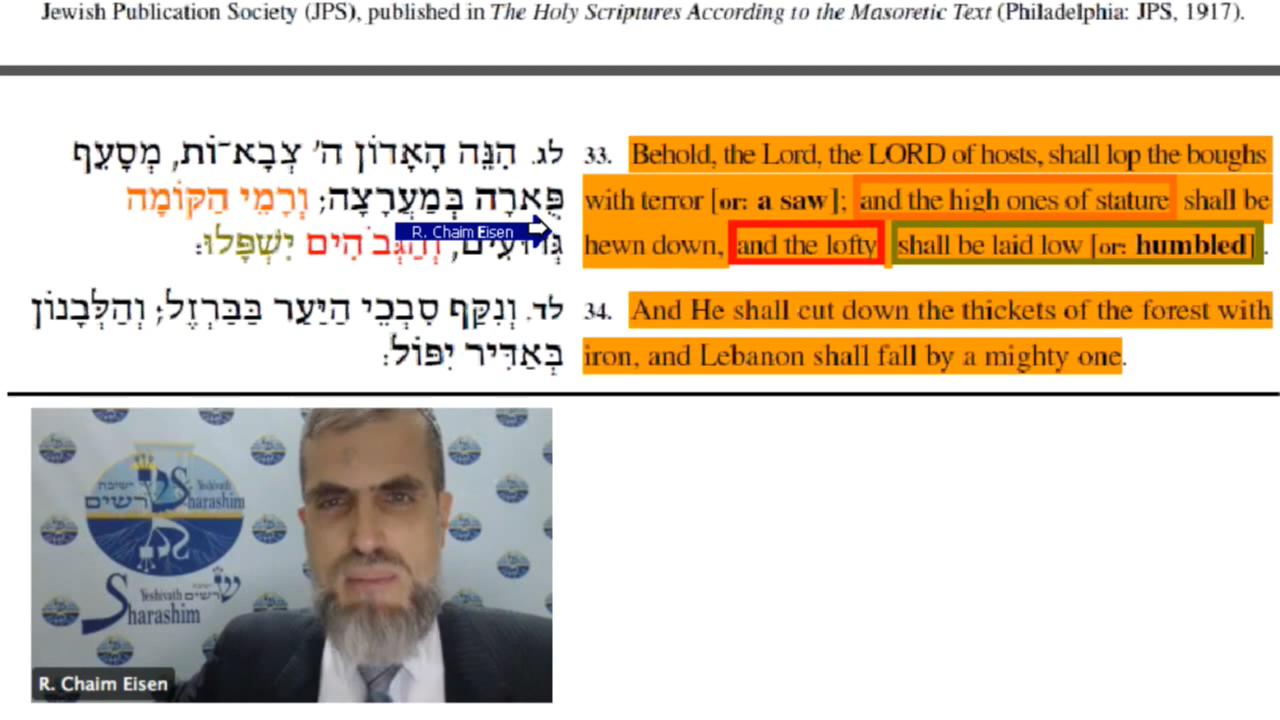 Jewish Publication Society (JPS), published in The Holy Scriptures According to the Masoretic Text (Philadelphia: JPS, 1917).
לג. הִנֵּה הָאָדוֹן ה' צְבָא־וֹת, מְסָעֵף
פֻּארָה בְּמַעֲרָצָה; וְרָמֵי הַקּוֹמָה
גְּדוּעִים, וְהַגְּבֹהִים יִשְׁפָּלוּ:
33. Behold, the Lord, the LORD of hosts, shall lop the boughs
with terror [or: a saw]; and the high ones of stature shall be
hewn down, and the lofty shall be laid low [or: humbled].
R. Chaim Eisen
לד. וְנִקַּף סִבְכֵי הַיַּעַר בַּבַּרְזֶל; וְהַלְּבָנוֹן
בְּאַדִּיר יִפּוֹל:
34. And He shall cut down the thickets of the forest with
iron, and Lebanon shall fall by a mighty one.
ישיבת
שרשים
Yeshivath
Sharashim
ישיבת
שרשים
Yeshivath
Sharashim
R. Chaim Eisen